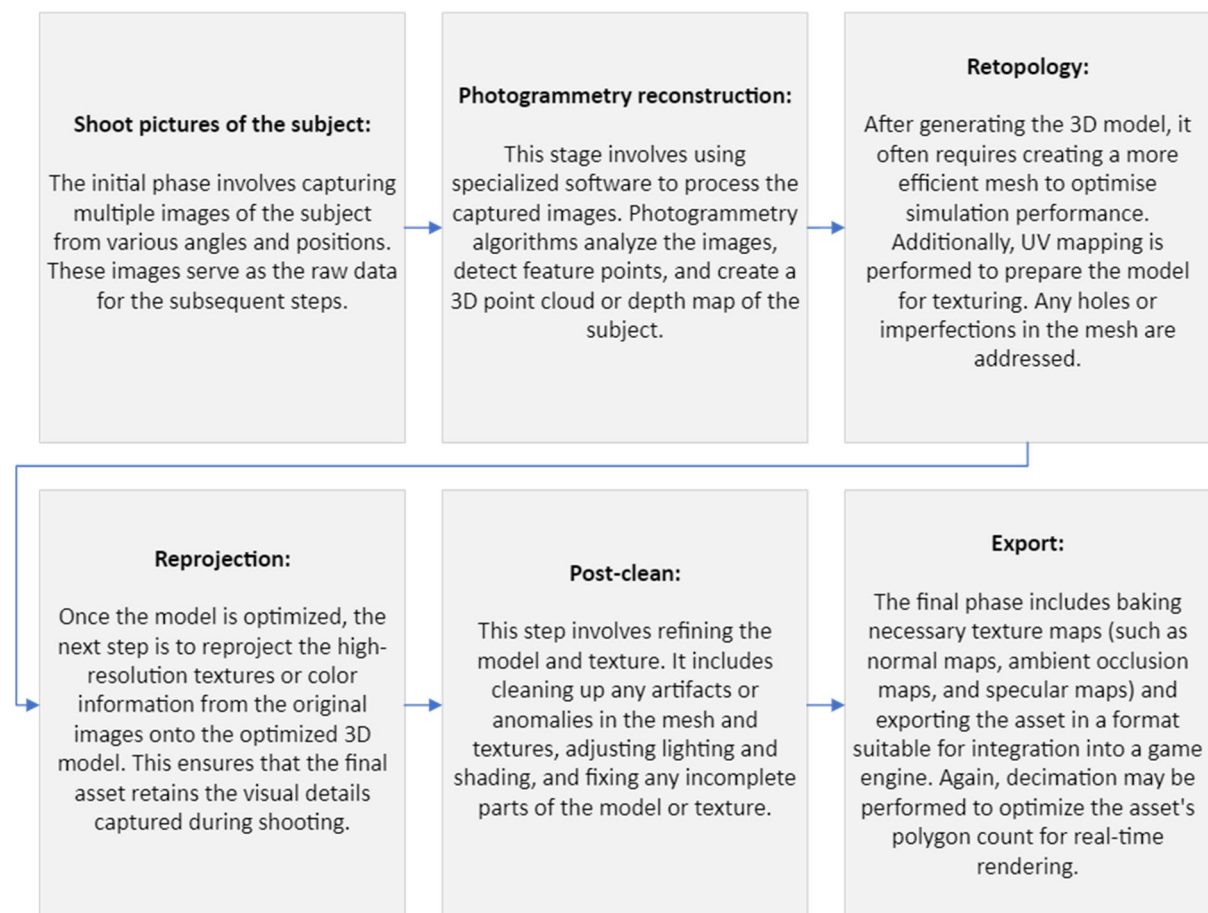 Shoot pictures of the subject:
The initial phase involves capturing
multiple images of the subject
from various angles and positions.
These images serve as the raw data
for the subsequent steps.
Photogrammetry reconstruction:
This stage involves using
specialized software to process the
captured images. Photogrammetry
algorithms analyze the images,
detect feature points, and create a
3D point cloud or depth map of the
subject.
Retopology:
After generating the 3D model, it
often requires creating a more
efficient mesh to optimise
simulation performance.
Additionally, UV mapping is
performed to prepare the model
for texturing. Any holes or
imperfections in the mesh are
addressed.
Reprojection:
Once the model is optimized, the
next step is to reproject the high-
resolution textures or color
information from the original
images onto the optimized 3D
model. This ensures that the final
asset retains the visual details
captured during shooting.
Post-clean:
This step involves refining the
model and texture. It includes
cleaning up any artifacts or
anomalies in the mesh and
textures, adjusting lighting and
shading, and fixing any incomplete
parts of the model or texture.
Export:
The final phase includes baking
necessary texture maps (such as
normal maps, ambient occlusion
maps, and specular maps) and
exporting the asset in a format
suitable for integration into a game
engine. Again, decimation may be
performed to optimize the asset's
polygon count for real-time
rendering.